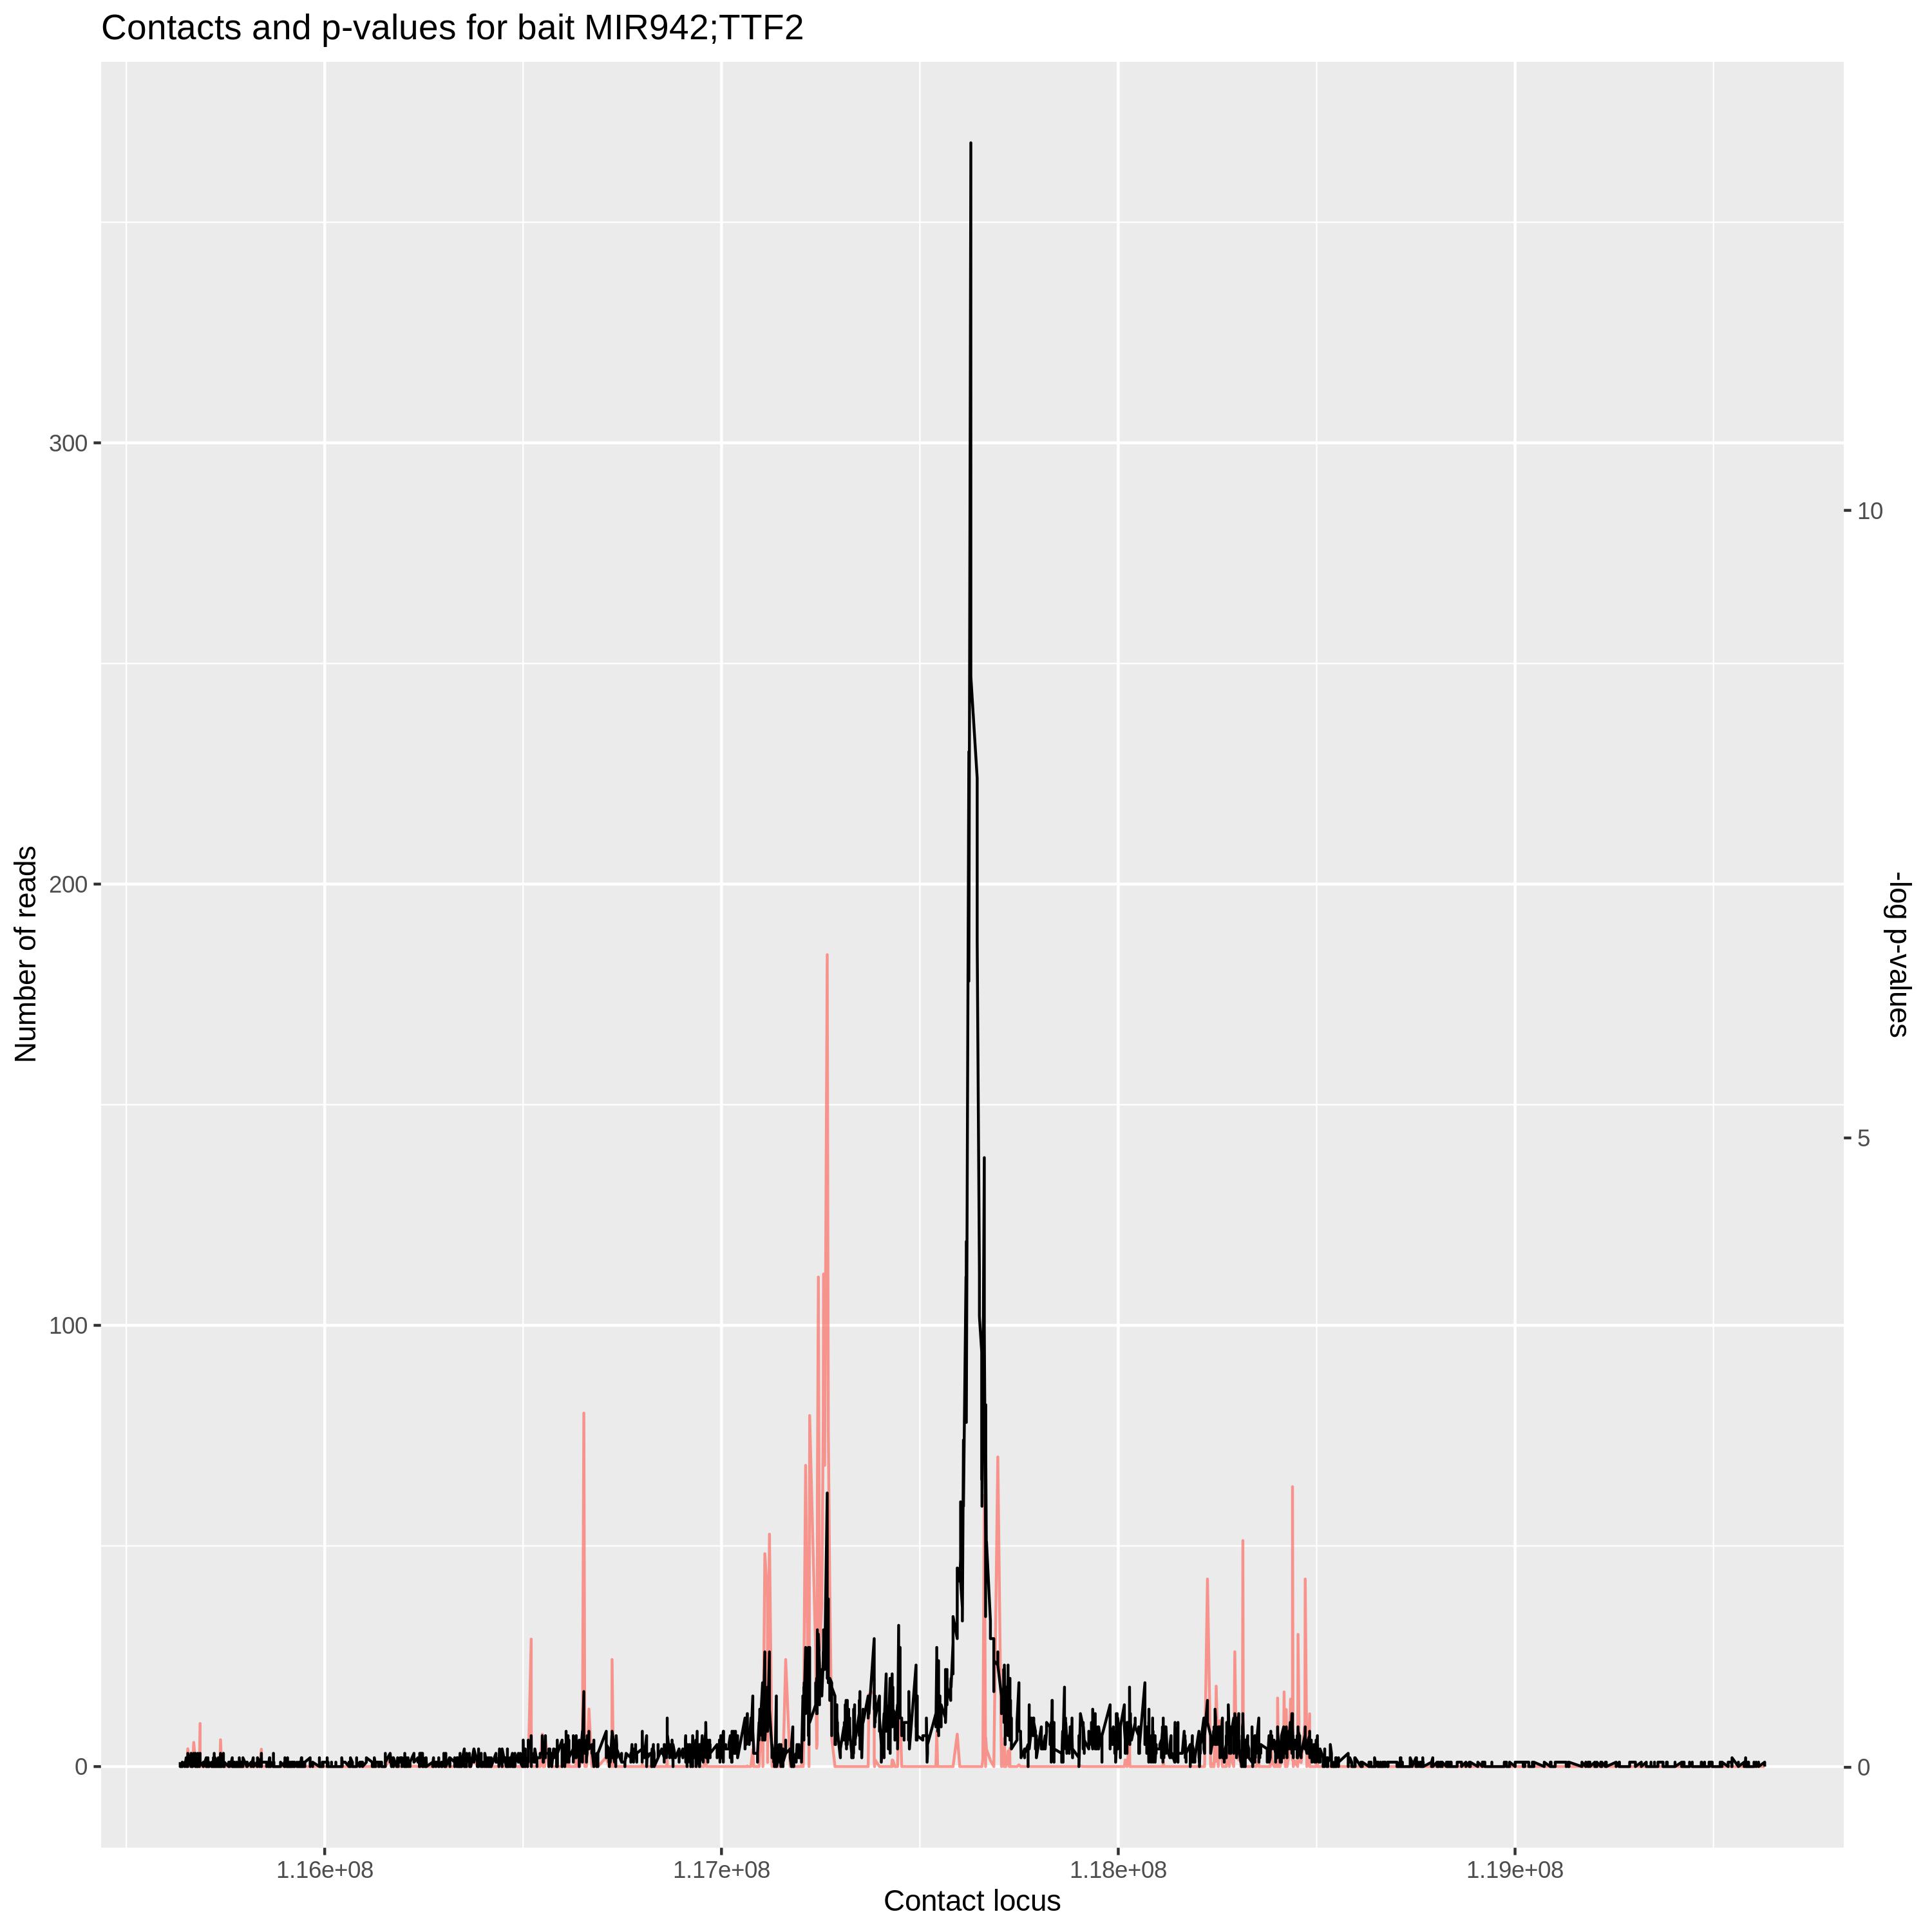 Contacts and p-values for bait MIR942;TTF2
300
200
100
0
Number of reads
10
5
0
-log p-values
1.16e+08
1.17e+08
1.18e+08
1.19e+08
Contact locus